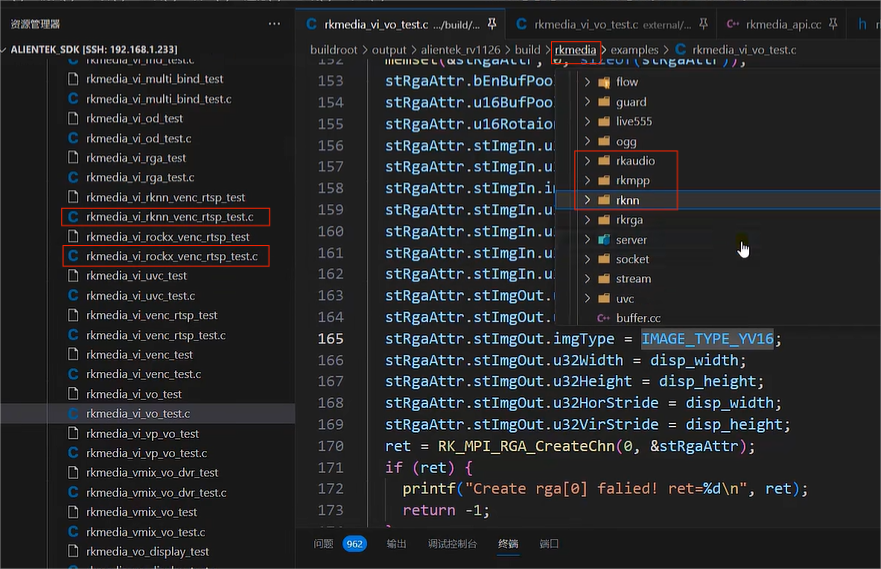 资源管理器
ALIENTEK_SDK [SSH: 192.168.1.233]
rkmedia_vi_md_test.c
rkmedia_vi_multi_bind_test
rkmedia_vi_multi_bind_test.c
rkmedia_vi_od_test
rkmedia_vi_od_test.c
rkmedia_vi_rga_test
rkmedia_vi_rga_test.c
rkmedia_vi_rknn_venc_rtsp_test
rkmedia_vi_rknn_venc_rtsp_test.c
rkmedia_vi_rockx_venc_rtsp_test
rkmedia_vi_rockx_venc_rtsp_test.c
rkmedia_vi_uvc_test
rkmedia_vi_uvc_test.c
rkmedia_vi_venc_rtsp_test
rkmedia_vi_venc_rtsp_test.c
rkmedia_vi_venc_test
rkmedia_vi_venc_test.c
rkmedia_vi_vo_test
rkmedia_vi_vo_test.c
rkmedia_vi_vp_vo_test
rkmedia_vi_vp_vo_test.c
rkmedia_vmix_vo_dvr_test
rkmedia_vmix_vo_dvr_test.c
rkmedia_vmix_vo_test
rkmedia_vmix_vo_test.c
rkmedia_vo_display_test
C rkmedia_vi_vo_test.c .../build/...
C rkmedia_vi_vo_test.c external/...
rkmedia_api.cc
h
buildroot > output > alientek_rv1126 > build > rkmedia > examples > C rkmedia_vi_vo_test.c
152 memset(&stRgaAttr, 0, sizeof(stRgaAttr));
153 stRgaAttr.bEnBufPoo
154 stRgaAttr.u16BufPoo
155 stRgaAttr.u16Rotaion
156 stRgaAttr.stImgIn.u
157 stRgaAttr.stImgIn.u
158 stRgaAttr.stImgIn.im
159 stRgaAttr.stImgIn.u
160 stRgaAttr.stImgIn.u
161 stRgaAttr.stImgIn.u
162 stRgaAttr.stImgIn.u
163 stRgaAttr.stImgOut.
164 stRgaAttr.stImgOut.
165 stRgaAttr.stImgOut.imgType = IMAGE_TYPE_YV16;
166 stRgaAttr.stImgOut.u32Width = disp_width;
167 stRgaAttr.stImgOut.u32Height = disp_height;
168 stRgaAttr.stImgOut.u32HorStride = disp_width;
169 stRgaAttr.stImgOut.u32VirStride = disp_height;
170 ret = RK_MPI_RGA_CreateChn(0, &stRgaAttr);
171 if (ret) {
172 printf("Create rga[0] falied! ret=%d\n", ret);
173 return -1;
flow
guard
live555
ogg
rkaudio
rkmpp
rknn
rkrga
server
socket
stream
uvc
buffer.cc
问题 962 输出 调试控制台 终端 端口